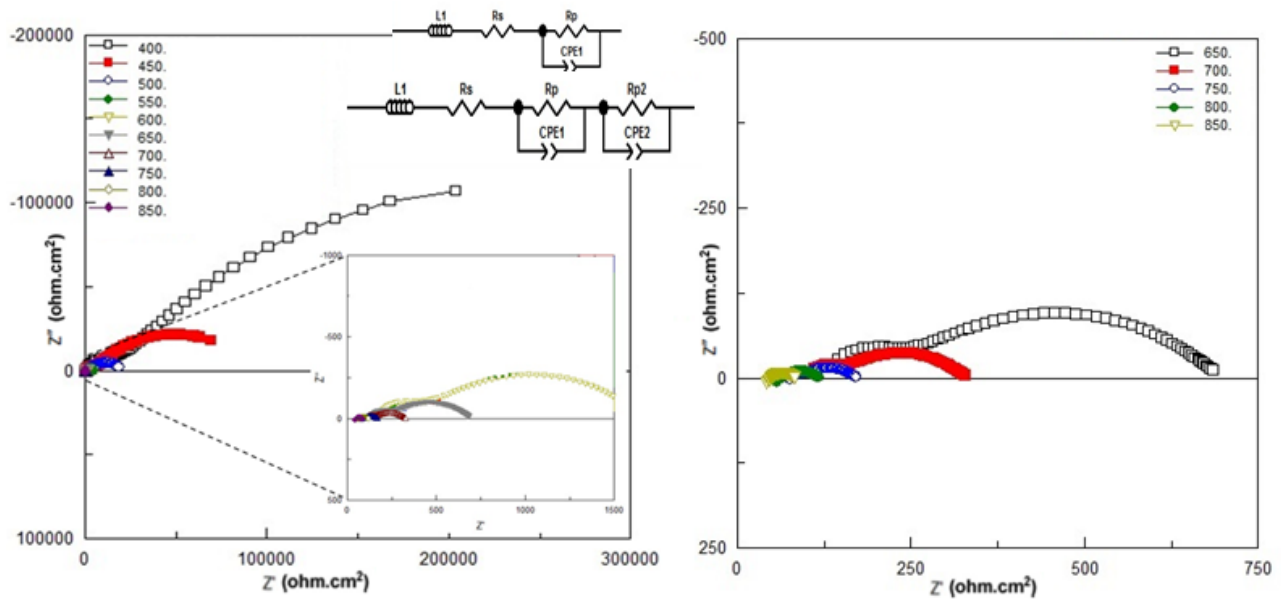 L1 Rs Rp
CPE1
L1 Rs Rp Rp2
CPE1 CPE2
-200000
-100000
0
100000
Z'' (ohm.cm²)
400.
450.
500.
550.
600.
650.
700.
750.
800.
850.
-1000
-500
0
500
Z''
0 500 1000 1500
Z'
0 100000 200000 300000
Z' (ohm.cm²)
-500
-250
0
250
Z'' (ohm.cm²)
650.
700.
750.
800.
850.
0 250 500 750
Z' (ohm.cm²)